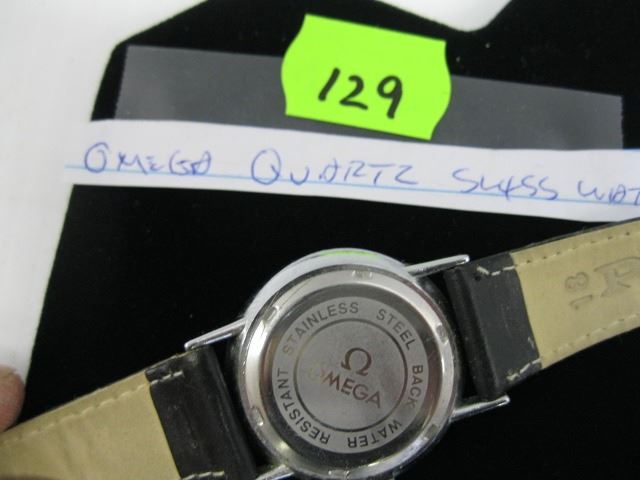 129
OMEGA QUARTZ SWISS WAT
STAINLESS STEEL BACK WATER RESISTANT
Ω
OMEGA
18